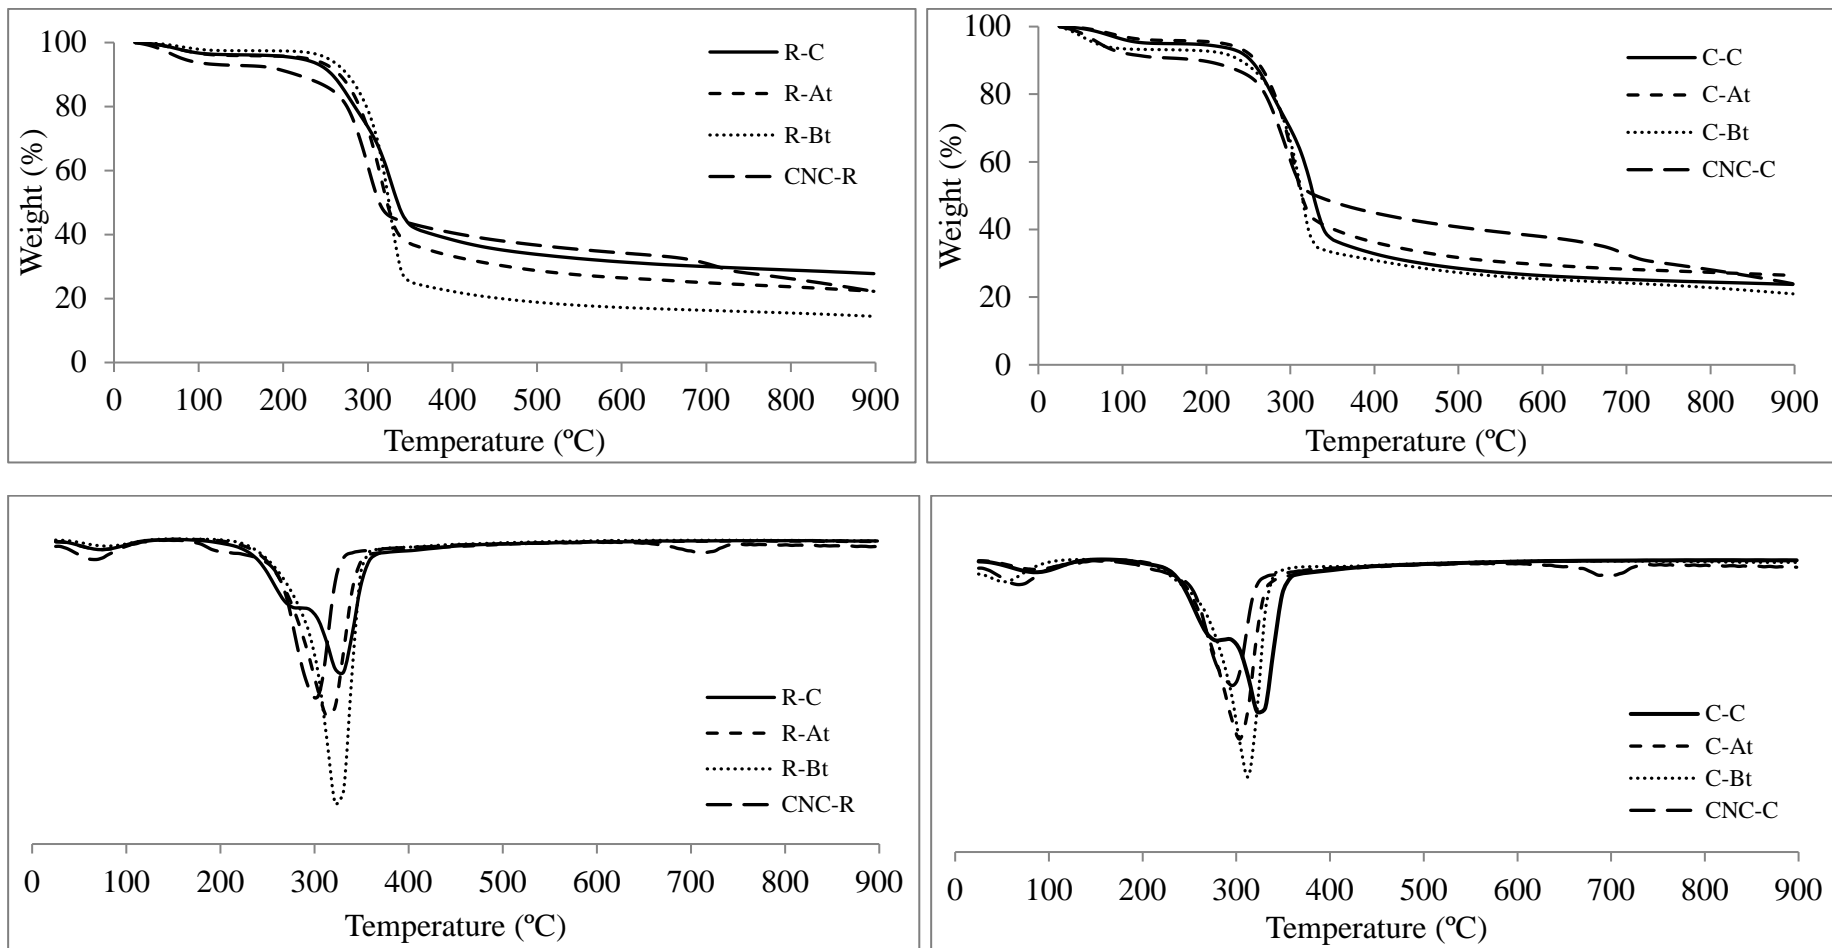 100
80
60
40
20
0
Weight (%)
0 100 200 300 400 500 600 700 800 900
Temperature (ºC)
R-C
R-At
R-Bt
CNC-R
100
80
60
40
20
0
Weight (%)
0 100 200 300 400 500 600 700 800 900
Temperature (ºC)
C-C
C-At
C-Bt
CNC-C
R-C
R-At
R-Bt
CNC-R
0 100 200 300 400 500 600 700 800 900
Temperature (ºC)
C-C
C-At
C-Bt
CNC-C
0 100 200 300 400 500 600 700 800 900
Temperature (ºC)